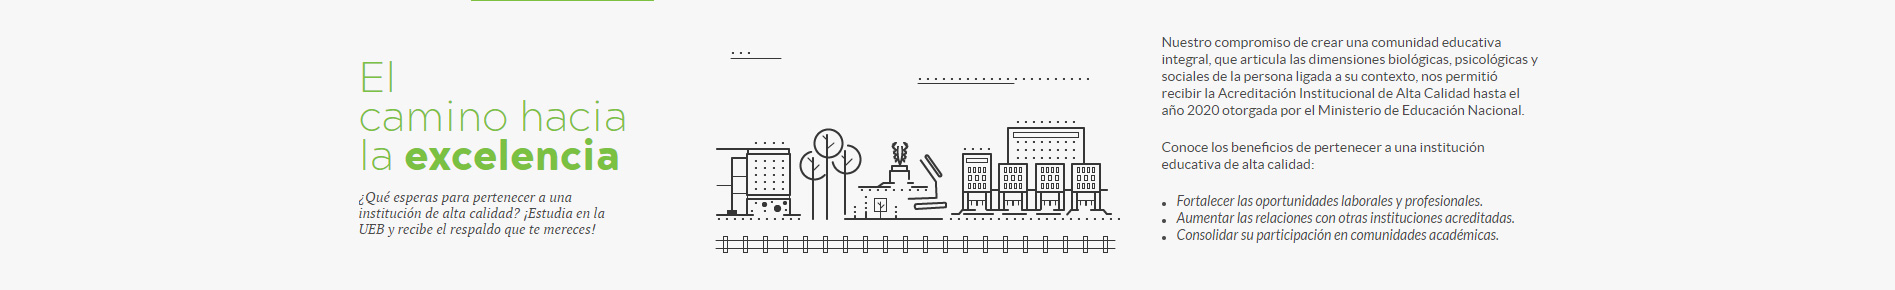 El
camino hacia
la excelencia
¿Qué esperas para pertenecer a una
institución de alta calidad? ¡Estudia en la
UEB y recibe el respaldo que te mereces!
Nuestro compromiso de crear una comunidad educativa
integral, que articula las dimensiones biológicas, psicológicas y
sociales de la persona ligada a su contexto, nos permitió
recibir la Acreditación Institucional de Alta Calidad hasta el
año 2020 otorgada por el Ministerio de Educación Nacional.
Conoce los beneficios de pertenecer a una institución
educativa de alta calidad:
• Fortalecer las oportunidades laborales y profesionales.
• Aumentar las relaciones con otras instituciones acreditadas.
• Consolidar su participación en comunidades académicas.